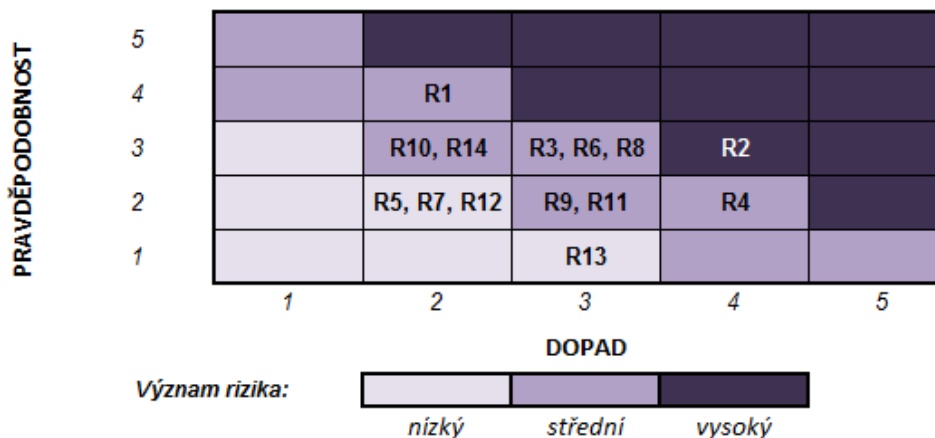 PRAVDĚPODOBNOST
5
4 R1
3 R10, R14 R3, R6, R8 R2
2 R5, R7, R12 R9, R11 R4
1 R13
1 2 3 4 5
DOPAD
Význam rizika:
nízký střední vysoký